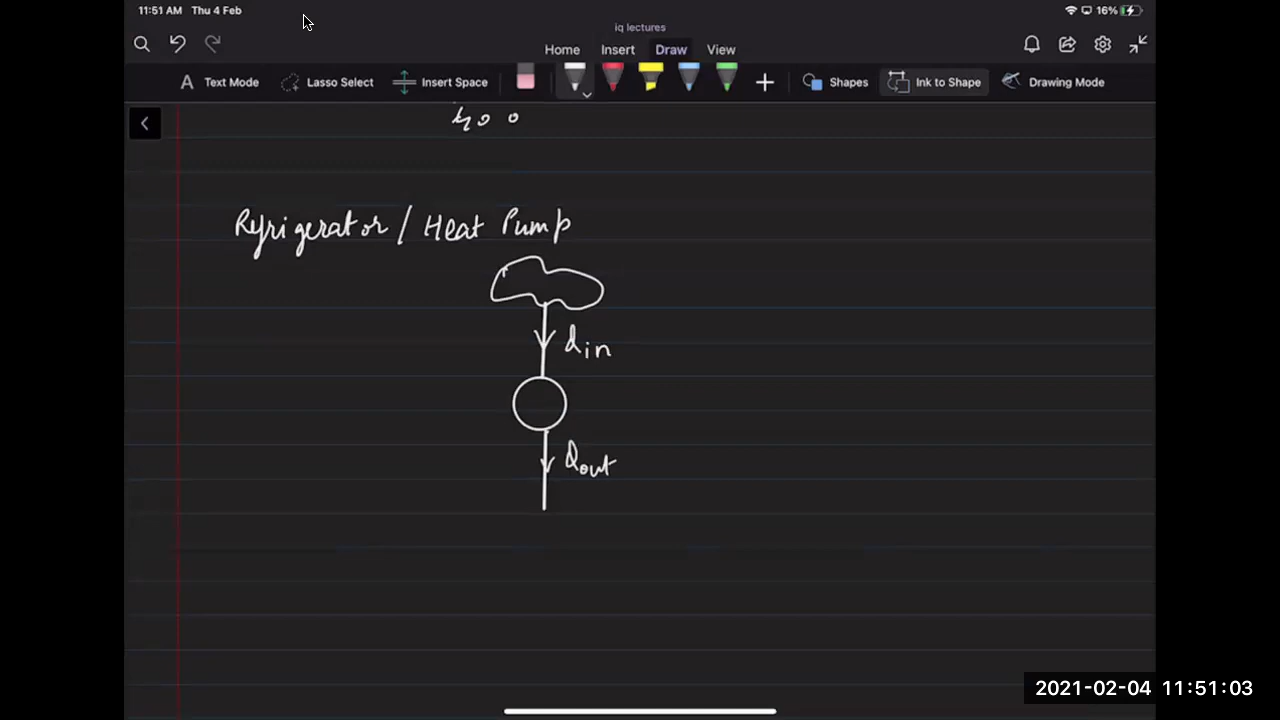 11:51 AM Thu 4 Feb
16%
iq lectures
Home Insert Draw View
A Text Mode Lasso Select Insert Space Shapes Ink to Shape Drawing Mode
Refrigerator / Heat Pump
Qin
Qout
2021-02-04 11:51:03